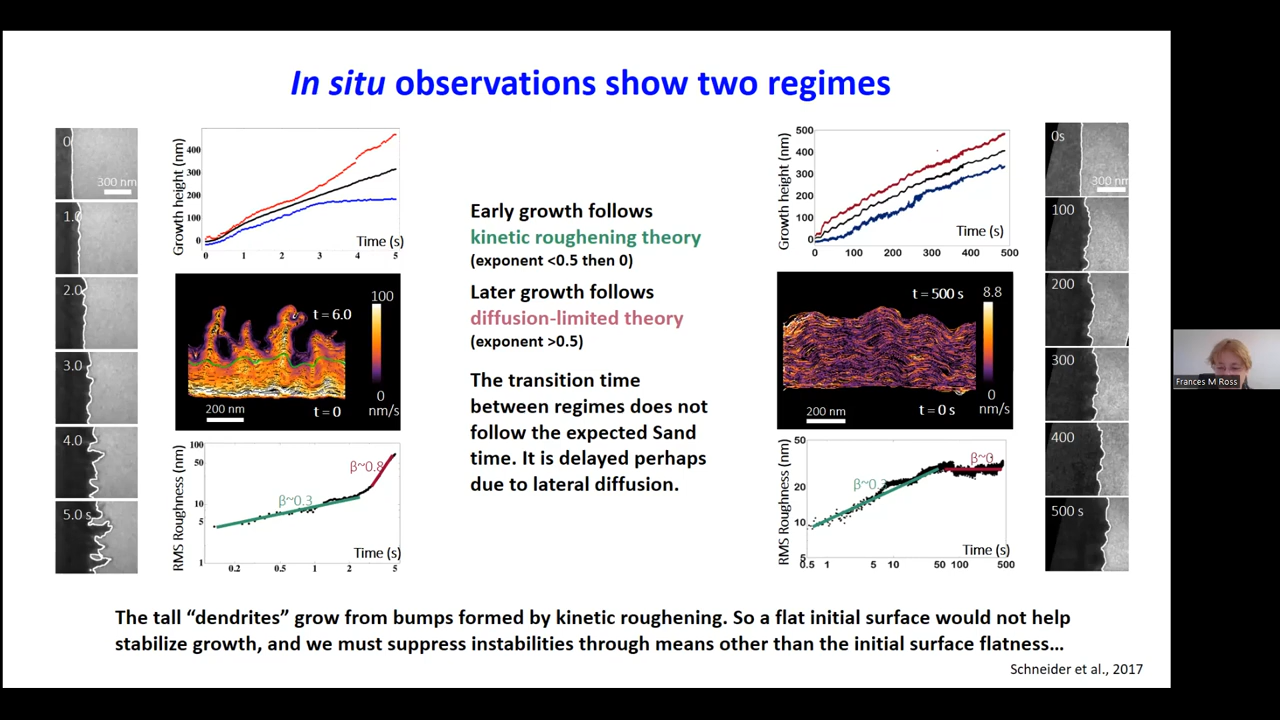 In situ observations show two regimes
0
300 nm
1.0
2.0
3.0
4.0
5.0 s
Growth height (nm)
400
300
200
100
0
Time (s)
0 1 2 3 4 5
100
t = 6.0
0
nm/s
200 nm
t = 0
RMS Roughness (nm)
100
50
10
5
1
β~0.8
β~0.3
Time (s)
0.2 0.5 1 2 5
Early growth follows
kinetic roughening theory
(exponent <0.5 then 0)
Later growth follows
diffusion-limited theory
(exponent >0.5)
The transition time
between regimes does not
follow the expected Sand
time. It is delayed perhaps
due to lateral diffusion.
Growth height (nm)
500
400
300
200
100
0
Time (s)
0 100 200 300 400 500
t = 500 s
8.8
0
nm/s
200 nm
t = 0 s
RMS Roughness (nm)
50
20
10
5
β~0
Time (s)
0.5 1 5 10 50 100 500
0s
300 nm
100
200
300
400
500 s
The tall “dendrites” grow from bumps formed by kinetic roughening. So a flat initial surface would not help
stabilize growth, and we must suppress instabilities through means other than the initial surface flatness…
Schneider et al., 2017
Frances M Ross